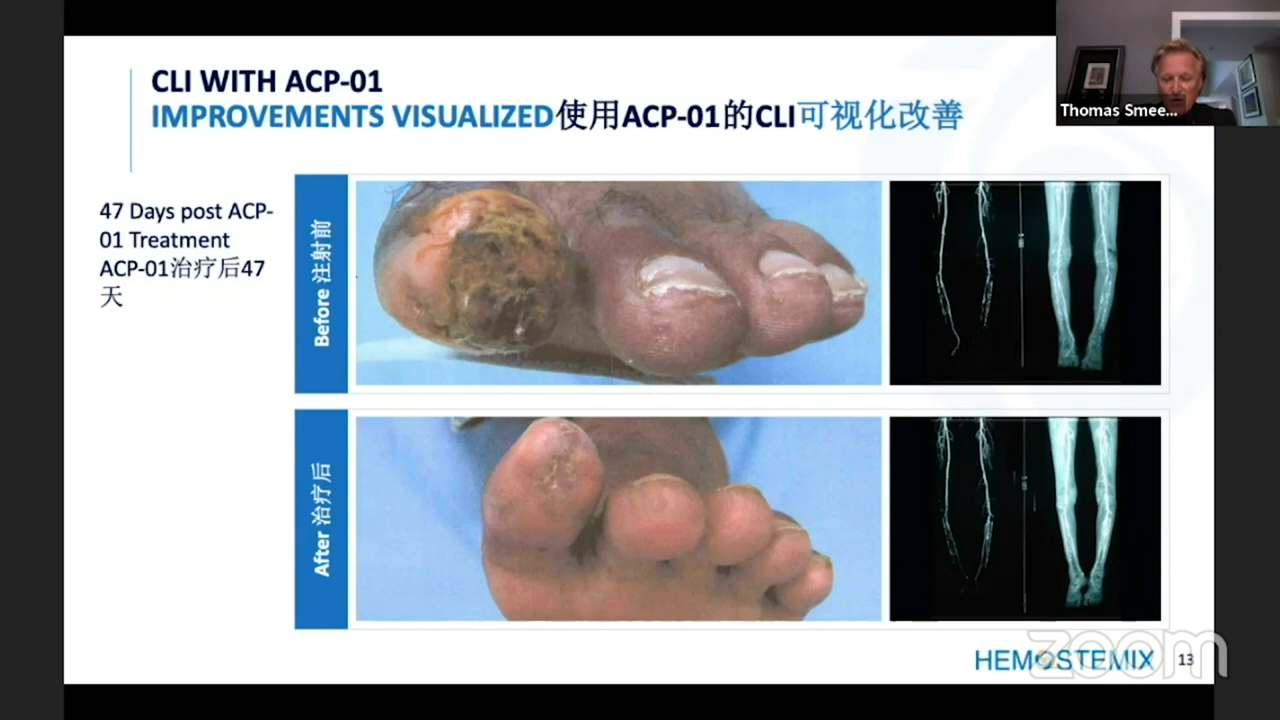 CLI WITH ACP-01
IMPROVEMENTS VISUALIZED使用ACP-01的CLI可视化改善
Thomas Smee...
47 Days post ACP-
01 Treatment
ACP-01治疗后47
天
Before 注射前
After 治疗后
HEMOSTEMIX
13
zoom